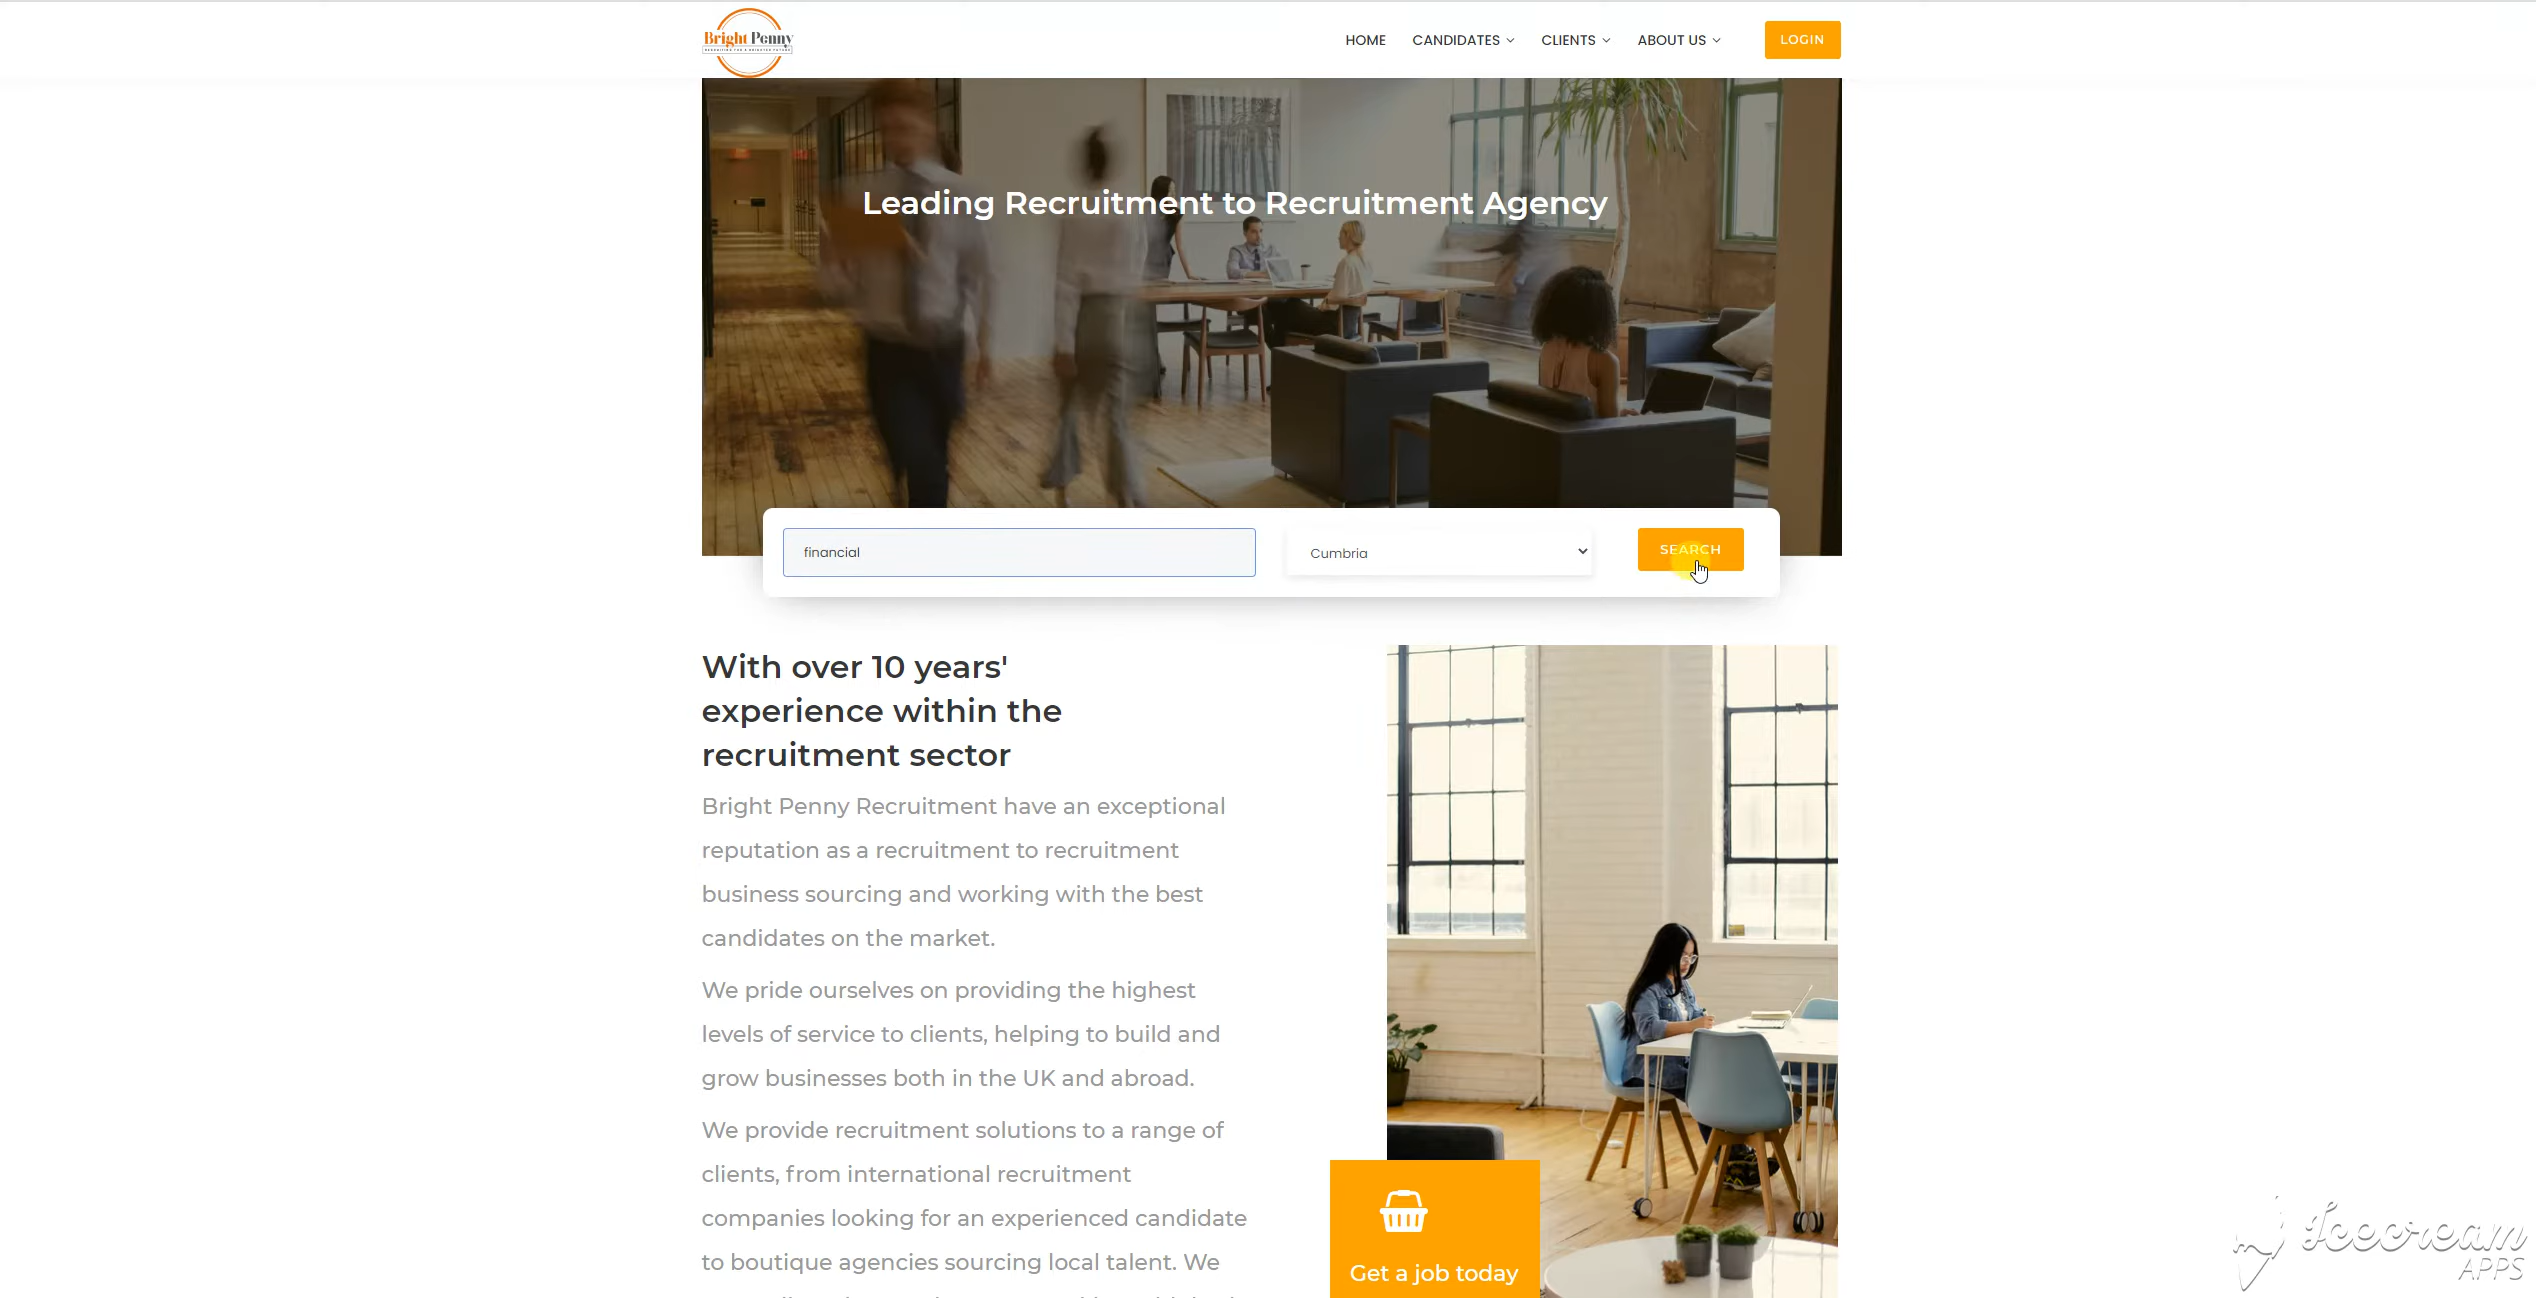 Bright Penny
RECRUITING FOR A BRIGHTER FUTURE
HOME CANDIDATES CLIENTS ABOUT US LOGIN
Leading Recruitment to Recruitment Agency
financial Cumbria SEARCH
With over 10 years'
experience within the
recruitment sector
Bright Penny Recruitment have an exceptional
reputation as a recruitment to recruitment
business sourcing and working with the best
candidates on the market.
We pride ourselves on providing the highest
levels of service to clients, helping to build and
grow businesses both in the UK and abroad.
We provide recruitment solutions to a range of
clients, from international recruitment
companies looking for an experienced candidate
to boutique agencies sourcing local talent. We
Get a job today
Icecream
APPS